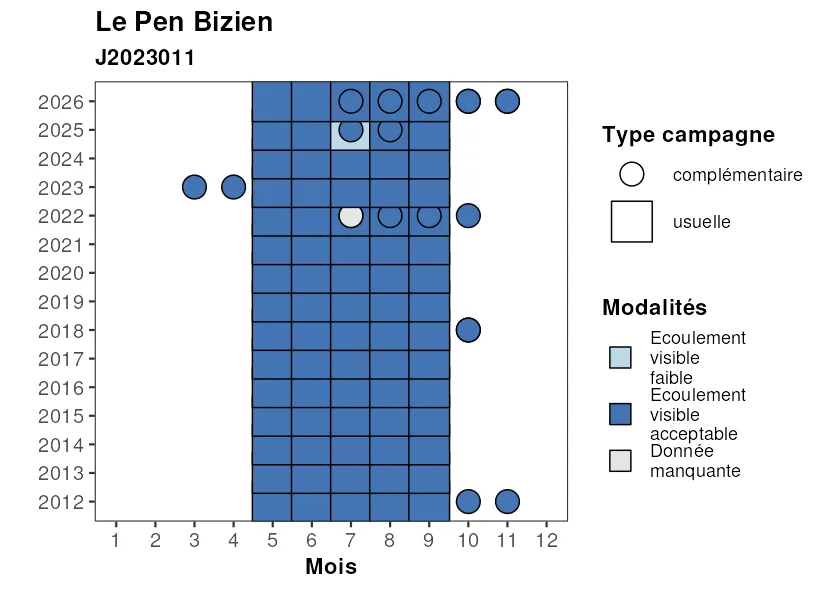 Le Pen Bizien
J2023011
2026
2025
2024
2023
2022
2021
2020
2019
2018
2017
2016
2015
2014
2013
2012
1 2 3 4 5 6 7 8 9 10 11 12
Mois
Type campagne
complémentaire
usuelle
Modalités
Ecoulement
visible
faible
Ecoulement
visible
acceptable
Donnée
manquante